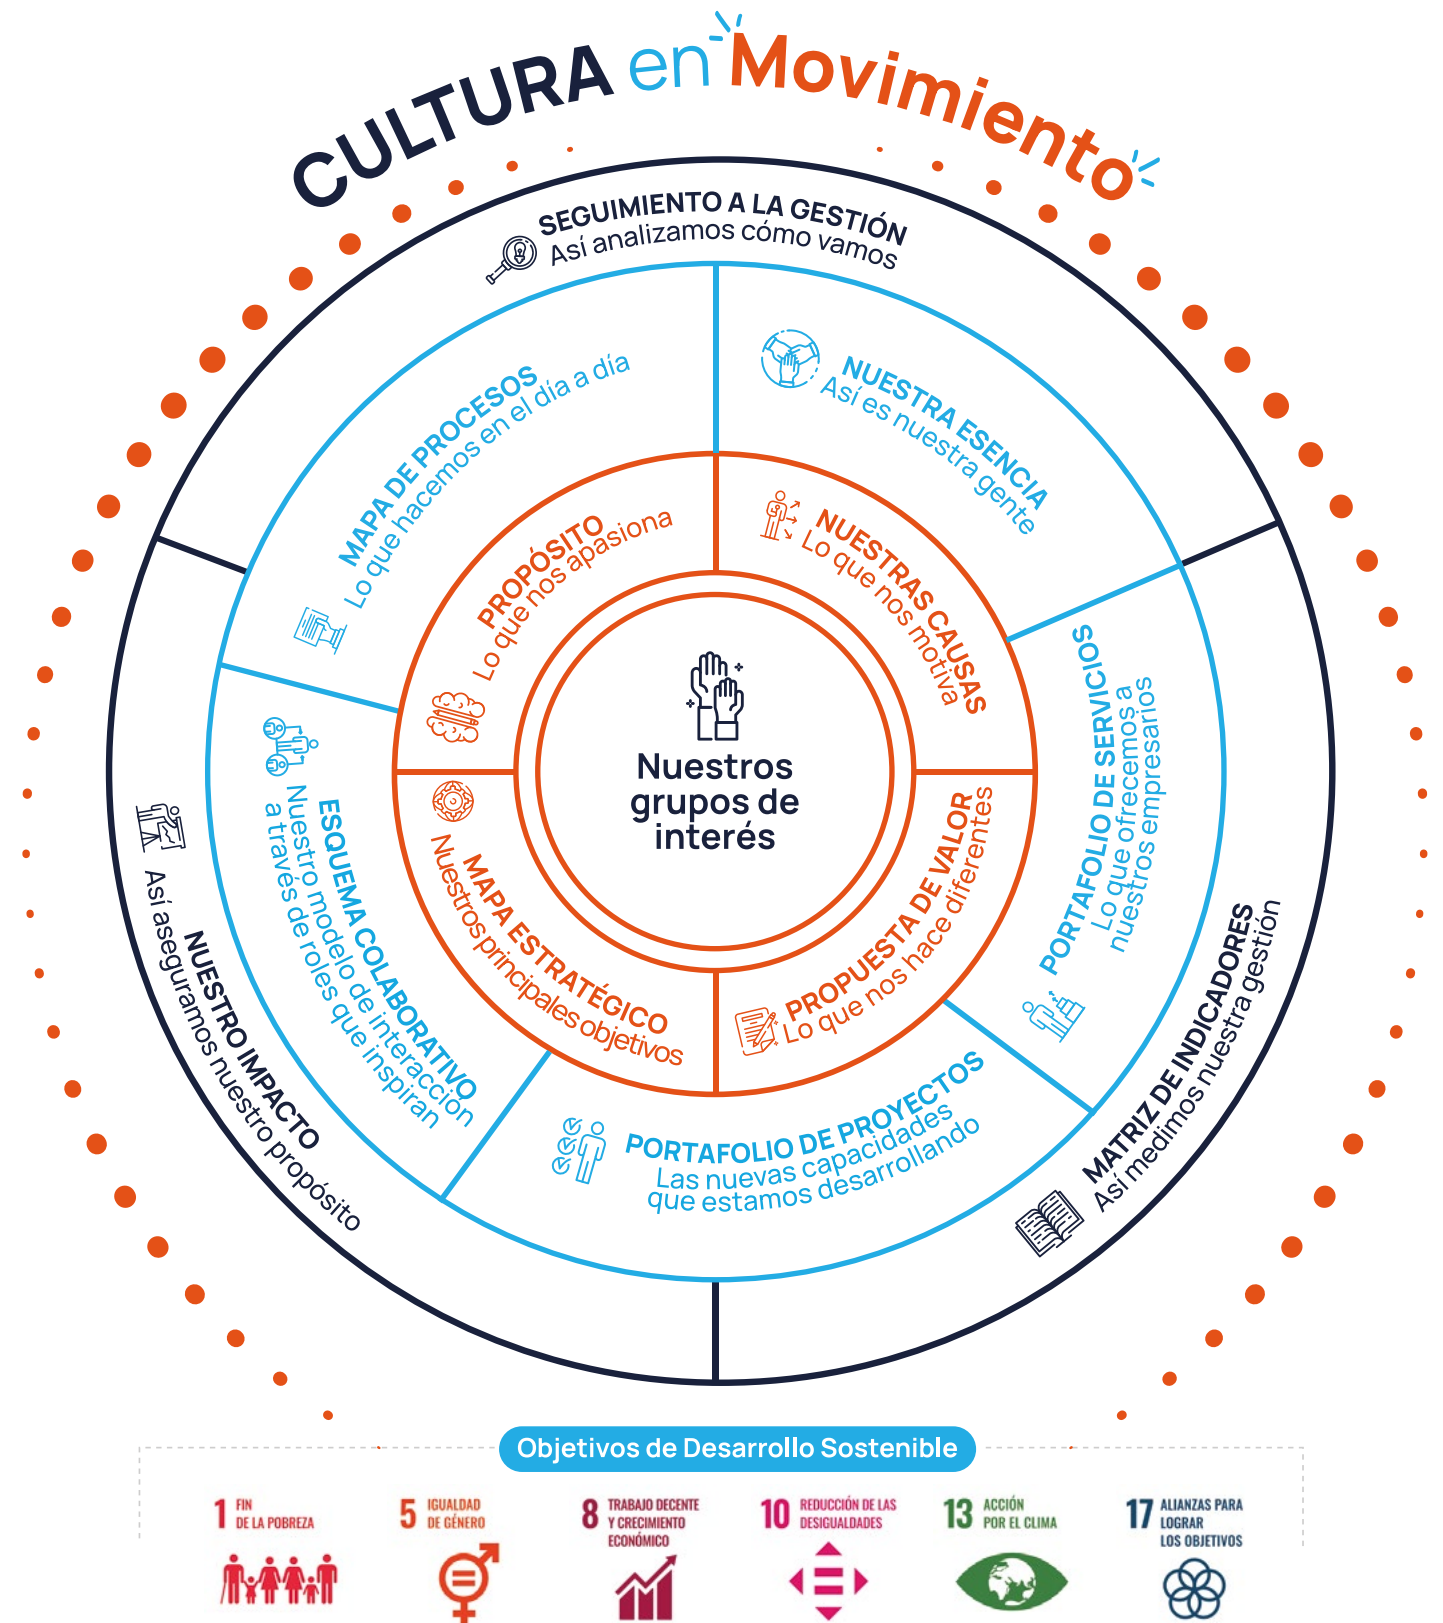 CULTURA en Movimiento
SEGUIMIENTO A LA GESTIÓN
Así analizamos cómo vamos
MAPA DE PROCESOS
Lo que hacemos en el día a día
NUESTRA ESENCIA
Así es nuestra gente
PROPÓSITO
Lo que nos apasiona
NUESTRAS CAUSAS
Lo que nos motiva
PORTAFOLIO DE SERVICIOS
Lo que ofrecemos a
nuestros empresarios
Nuestros
grupos de
interés
ESQUEMA COLABORATIVO
Nuestro modelo de interacción
a través de roles que inspiran
MAPA ESTRATÉGICO
Nuestros principales objetivos
PROPUESTA DE VALOR
Lo que nos hace diferentes
NUESTRO IMPACTO
Así aseguramos nuestro propósito
MATRIZ DE INDICADORES
Así medimos nuestra gestión
PORTAFOLIO DE PROYECTOS
Las nuevas capacidades
que estamos desarrollando
Objetivos de Desarrollo Sostenible
1 FIN
DE LA POBREZA
5 IGUALDAD
DE GÉNERO
8 TRABAJO DECENTE
Y CRECIMIENTO
ECONÓMICO
10 REDUCCIÓN DE LAS
DESIGUALDADES
13 ACCIÓN
POR EL CLIMA
17 ALIANZAS PARA
LOGRAR
LOS OBJETIVOS